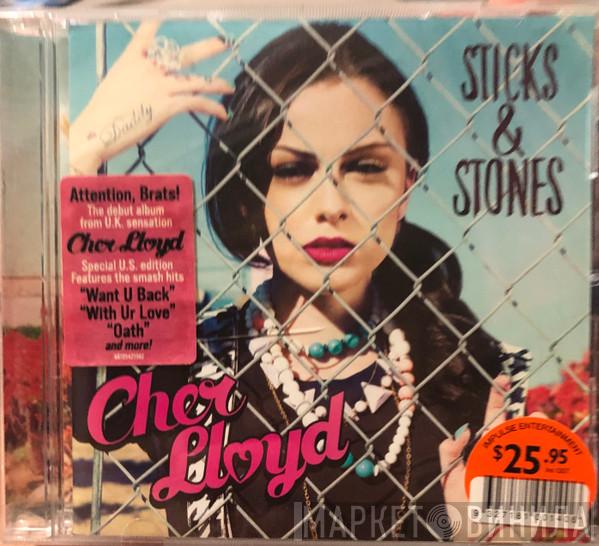 STICKS
&
STONES
Daddy
Attention, Brats!
The debut album
from U.K. sensation
Cher Lloyd
Special U.S. edition
Features the smash hits
"Want U Back"
"With Ur Love"
"Oath"
and more!
Cher
Lloyd
IMPULSE ENTERTAINMENT
$25.95
МАРКЕТ ВИНИЛА